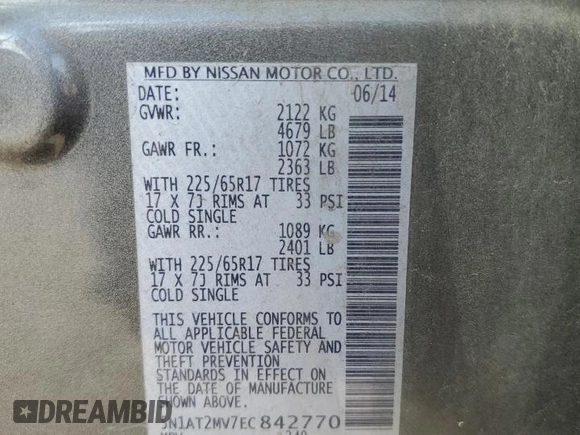 MFD BY NISSAN MOTOR CO., LTD.
DATE: 06/14
GVWR: 2122 KG
4679 LB
GAWR FR.: 1072 KG
2363 LB
WITH 225/65R17 TIRES
17 X 7J RIMS AT 33 PSI
COLD SINGLE
GAWR RR.: 1089 KG
2401 LB
WITH 225/65R17 TIRES
17 X 7J RIMS AT 33 PSI
COLD SINGLE
THIS VEHICLE CONFORMS TO
ALL APPLICABLE FEDERAL
MOTOR VEHICLE SAFETY AND
THEFT PREVENTION
STANDARDS IN EFFECT ON
THE DATE OF MANUFACTURE
SHOWN ABOVE.
5N1AT2MV7EC842770
STATAMBID